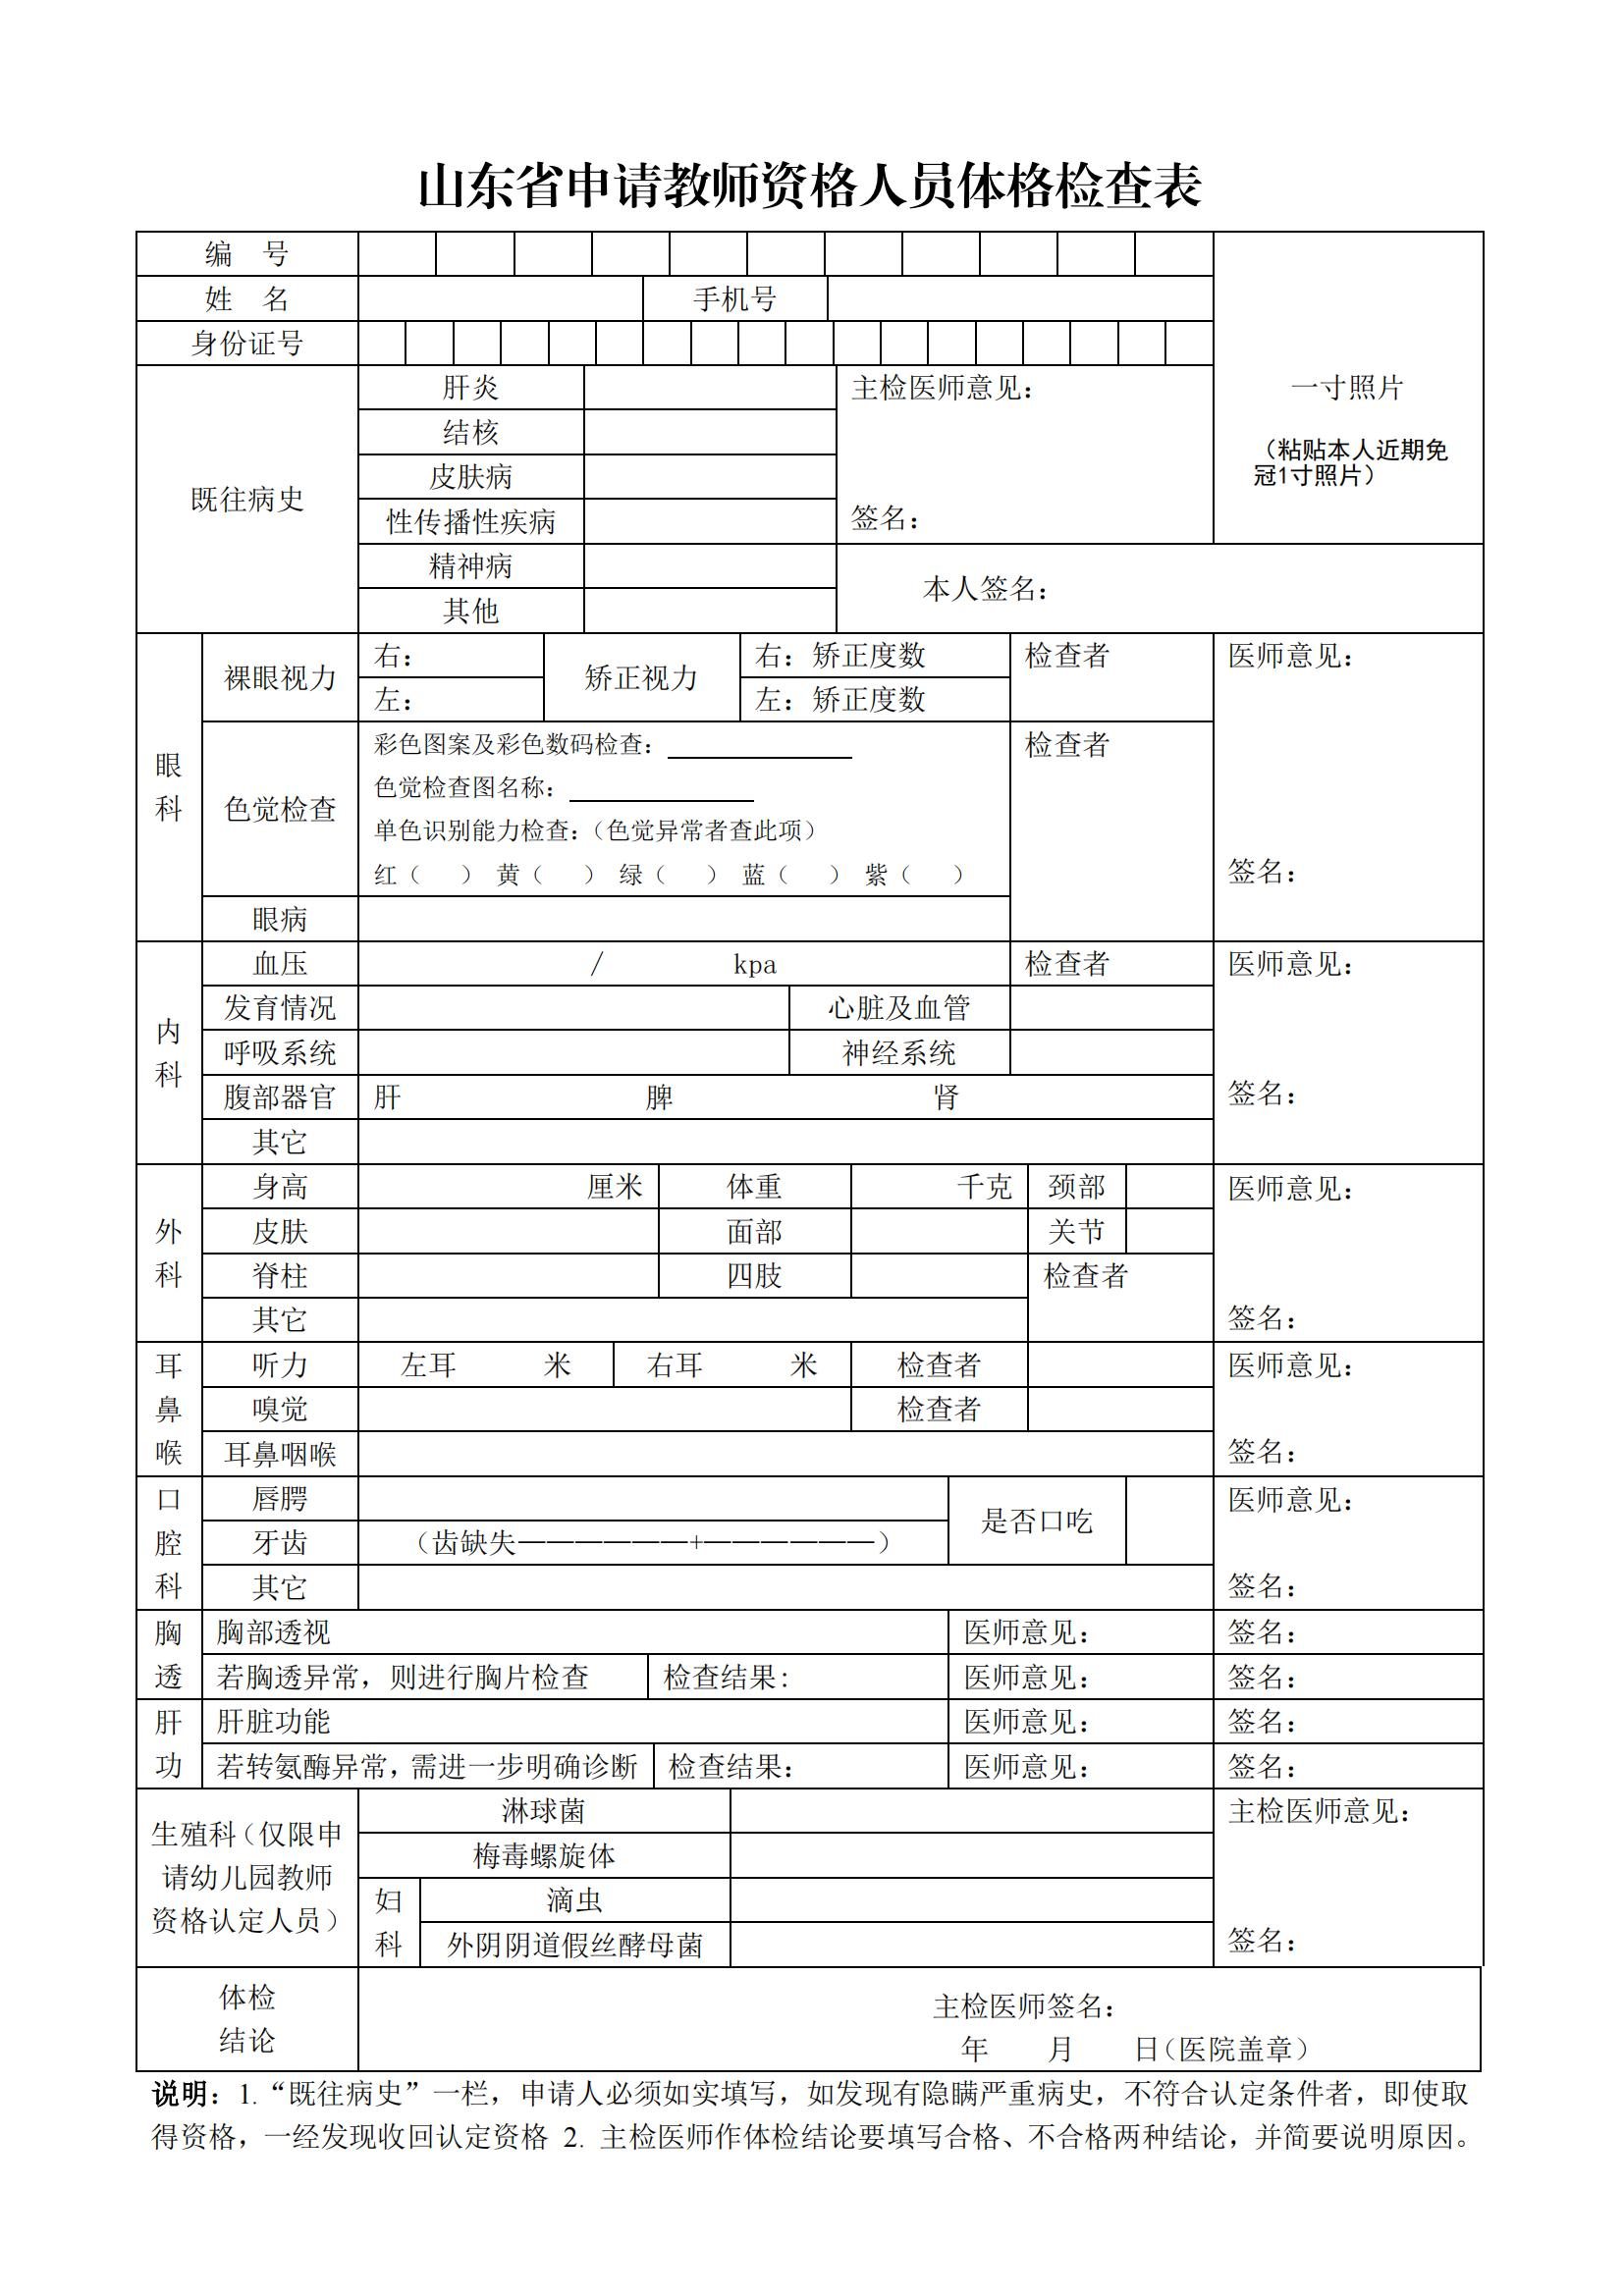 山东省申请教师资格人员体格检查表
编 号
姓 名 手机号
身份证号
一寸照片
（粘贴本人近期免
冠1寸照片）
既往病史
肝炎
结核
皮肤病
性传播性疾病
精神病
其他
主检医师意见：
签名：
本人签名：
眼科
裸眼视力 右： 矫正视力 右：矫正度数 检查者 医师意见：
左： 左：矫正度数
色觉检查
彩色图案及彩色数码检查： 检查者
色觉检查图名称：
单色识别能力检查：（色觉异常者查此项）
红（ ） 黄（ ） 绿（ ） 蓝（ ） 紫（ ） 签名：
眼病
内科
血压 / kpa 检查者 医师意见：
发育情况 心脏及血管
呼吸系统 神经系统
腹部器官 肝 脾 肾 签名：
其它
外科
身高 厘米 体重 千克 颈部 医师意见：
皮肤 面部 关节
脊柱 四肢 检查者
其它 签名：
耳鼻喉
听力 左耳 米 右耳 米 检查者 医师意见：
嗅觉 检查者
耳鼻咽喉 签名：
口腔科
唇腭 是否口吃 医师意见：
牙齿 （齿缺失——————+——————）
其它 签名：
胸透
胸部透视 医师意见： 签名：
若胸透异常，则进行胸片检查 检查结果： 医师意见： 签名：
肝功
肝脏功能 医师意见： 签名：
若转氨酶异常，需进一步明确诊断 检查结果： 医师意见： 签名：
生殖科（仅限申
请幼儿园教师
资格认定人员）
淋球菌 主检医师意见：
梅毒螺旋体
妇科
滴虫
外阴阴道假丝酵母菌 签名：
体检
结论
主检医师签名：
年 月 日（医院盖章）
说明：1.“既往病史”一栏，申请人必须如实填写，如发现有隐瞒严重病史，不符合认定条件者，即使取
得资格，一经发现收回认定资格 2. 主检医师作体检结论要填写合格、不合格两种结论，并简要说明原因。